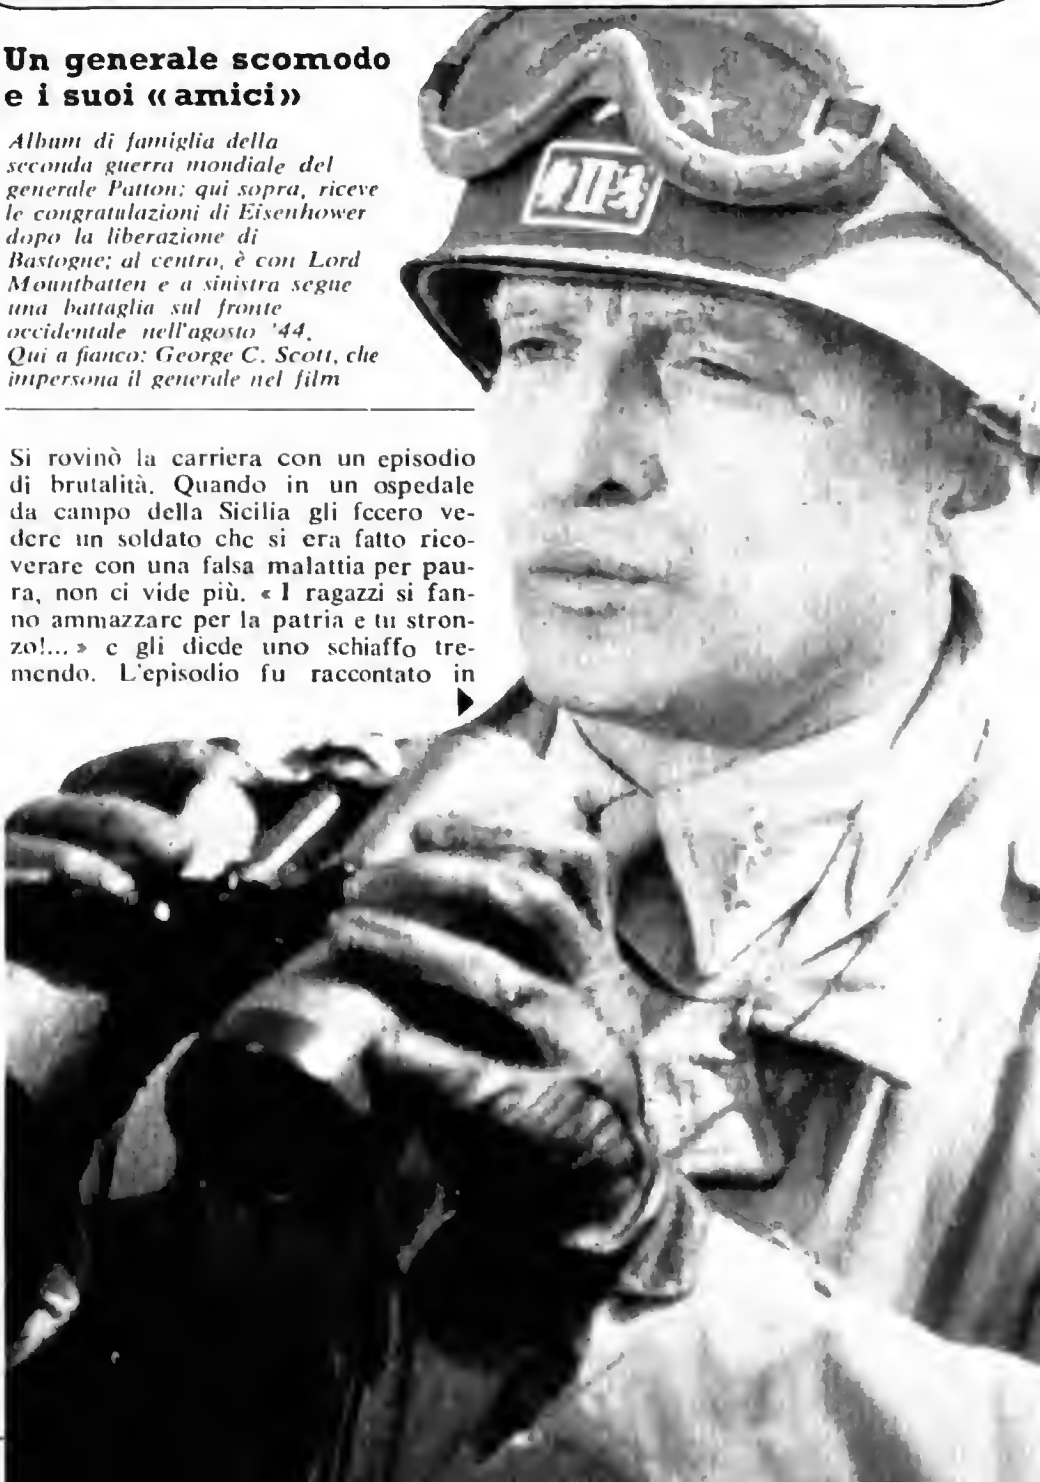 Un generale scomodo
e i suoi «amici»
Album di famiglia della
seconda guerra mondiale del
generale Patton: qui sopra, riceve
le congratulazioni di Eisenhower
dopo la liberazione di
Bastogne; al centro, è con Lord
Mountbatten e a sinistra segue
una battaglia sul fronte
occidentale nell'agosto '44.
Qui a fianco: George C. Scott, che
impersona il generale nel film
Si rovinò la carriera con un episodio
di brutalità. Quando in un ospedale
da campo della Sicilia gli fecero ve-
dere un soldato che si era fatto rico-
verare con una falsa malattia per pau-
ra, non ci vide più. « I ragazzi si fan-
no ammazzare per la patria e tu stron-
zo!... » e gli diede uno schiaffo tre-
mendo. L'episodio fu raccontato in